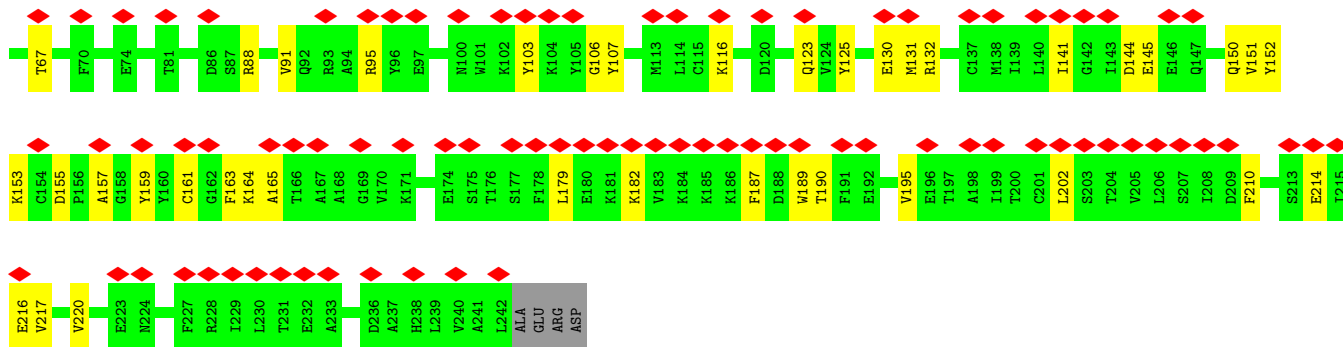 T67 F70 E74 T81 D86 S87 R88 V91 Q92 R93 A94 R95 Y96 E97 N100 W101 K102 Y103 K104 Y105 G106 Y107 M113 L114 C115 K116 D120 Q123 V124 Y125 E130 M131 R132 C137 M138 I139 L140 I141 G142 I143 D144 E145 E146 Q147 Q150 V151 Y152
K153 C154 D155 P156 A157 G158 Y159 Y160 C161 G162 F163 K164 A165 T166 A167 A168 G169 V170 K171 E174 S175 T176 S177 F178 L179 E180 K181 K182 V183 K184 K185 K186 F187 D188 W189 T190 F191 E192 V195 E196 T197 A198 I199 T200 C201 L202 S203 T204 V205 L206 S207 I208 D209 F210 S213 E214 I215
E216 V217 V220 E223 N224 F227 R228 I229 L230 T231 E232 A233 D236 A237 H238 L239 V240 A241 L242 ALA GLU ARG ASP